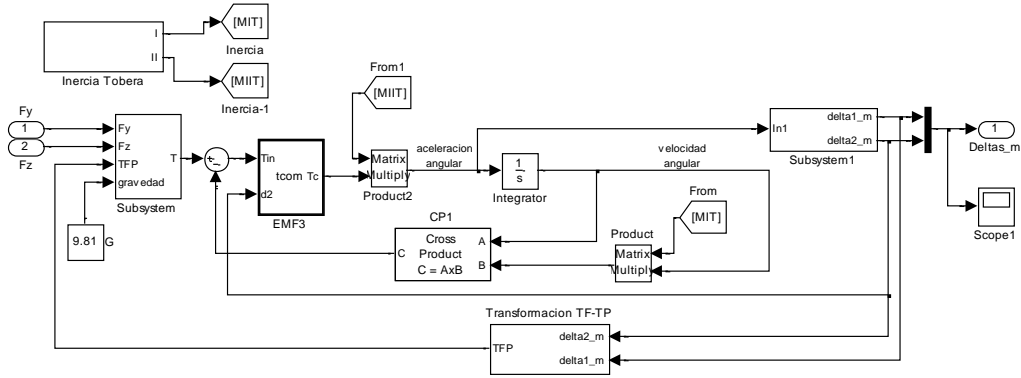 I
II
Inercia Tobera
[MIT]
Inercia
[MIIT]
Inercia-1
From1
[MIIT]
Fy
1
2
Fz
Fy
Fz
TFP
gravedad
T
Subsystem
9.81
G
+
−
Tin
d2
tcom
Tc
EMF3
Matrix
Multiply
Product2
aceleracion
angular
1
s
Integrator
velocidad
angular
In1
delta1_m
delta2_m
Subsystem1
1
Deltas_m
Scope1
From
[MIT]
Product
Matrix
Multiply
CP1
C
Cross
Product
C = AxB
A
B
Transformacion TF-TP
TFP
delta2_m
delta1_m